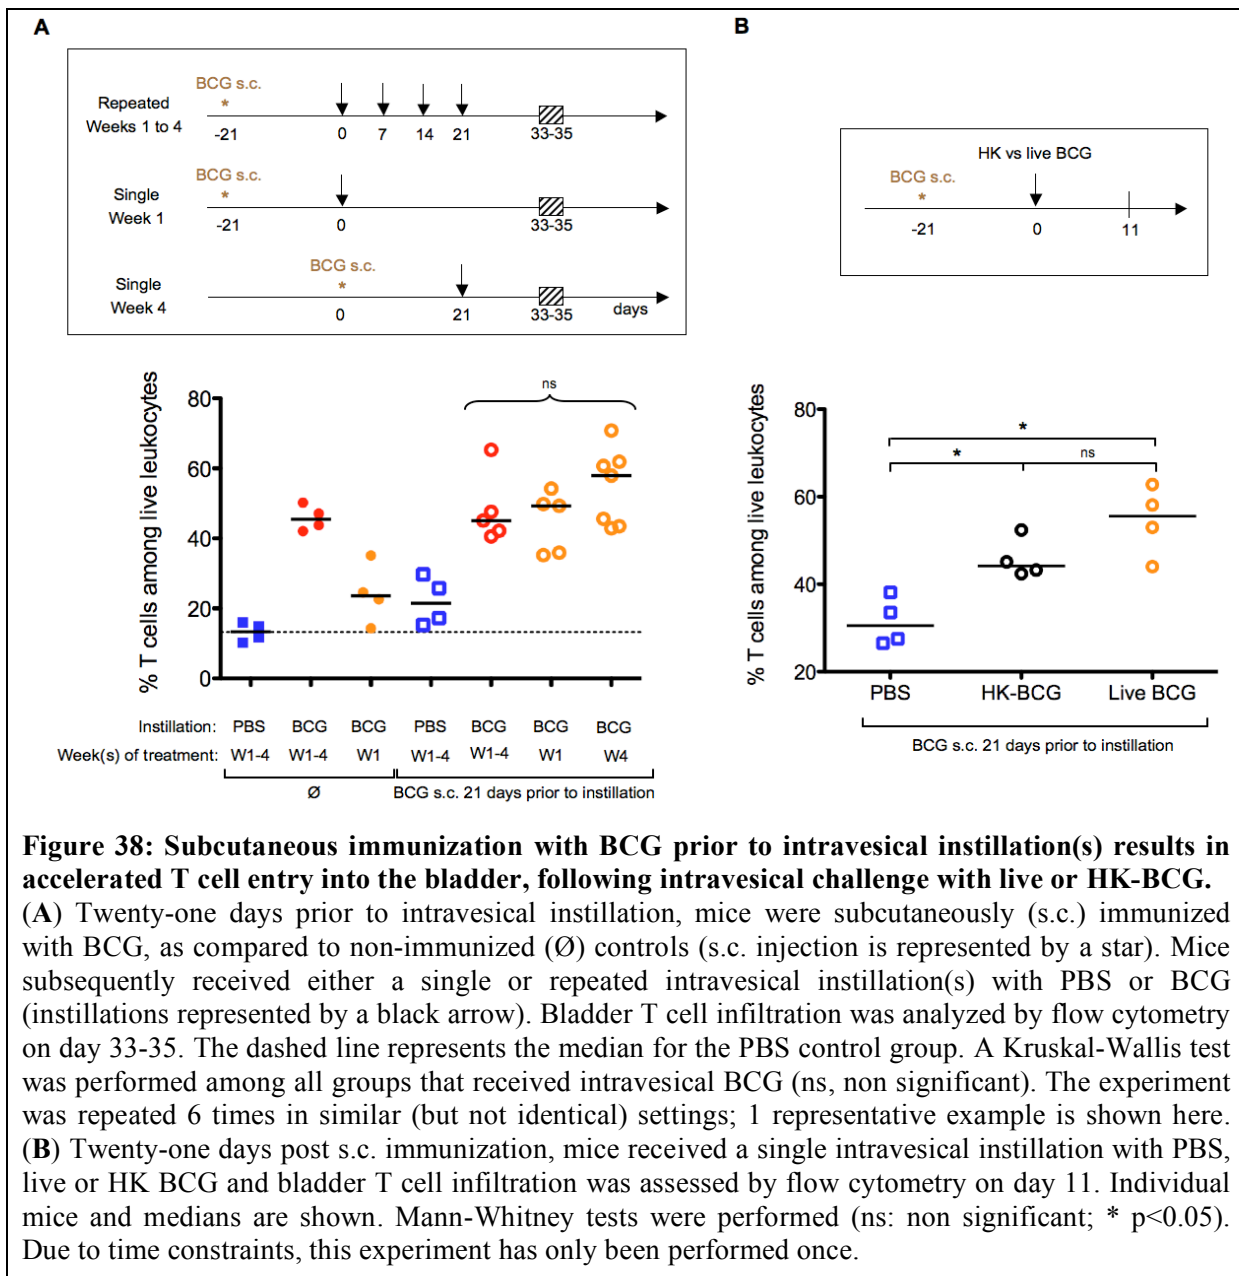 A
BCG s.c.
*
Repeated
Weeks 1 to 4
-21 0 7 14 21 33-35
BCG s.c.
*
Single
Week 1
-21 0 33-35
BCG s.c.
*
Single
Week 4
0 21 33-35 days
% T cells among live leukocytes
80
60
40
20
0
ns
Instillation: PBS BCG BCG PBS BCG BCG BCG
Week(s) of treatment: W1-4 W1-4 W1 W1-4 W1-4 W1 W4
Ø BCG s.c. 21 days prior to instillation
B
HK vs live BCG
BCG s.c.
*
-21 0 11
% T cells among live leukocytes
80
60
40
20
*
* ns
PBS HK-BCG Live BCG
BCG s.c. 21 days prior to instillation
Figure 38: Subcutaneous immunization with BCG prior to intravesical instillation(s) results in
accelerated T cell entry into the bladder, following intravesical challenge with live or HK-BCG.
(A) Twenty-one days prior to intravesical instillation, mice were subcutaneously (s.c.) immunized
with BCG, as compared to non-immunized (Ø) controls (s.c. injection is represented by a star). Mice
subsequently received either a single or repeated intravesical instillation(s) with PBS or BCG
(instillations represented by a black arrow). Bladder T cell infiltration was analyzed by flow cytometry
on day 33-35. The dashed line represents the median for the PBS control group. A Kruskal-Wallis test
was performed among all groups that received intravesical BCG (ns, non significant). The experiment
was repeated 6 times in similar (but not identical) settings; 1 representative example is shown here.
(B) Twenty-one days post s.c. immunization, mice received a single intravesical instillation with PBS,
live or HK BCG and bladder T cell infiltration was assessed by flow cytometry on day 11. Individual
mice and medians are shown. Mann-Whitney tests were performed (ns: non significant; * p<0.05).
Due to time constraints, this experiment has only been performed once.